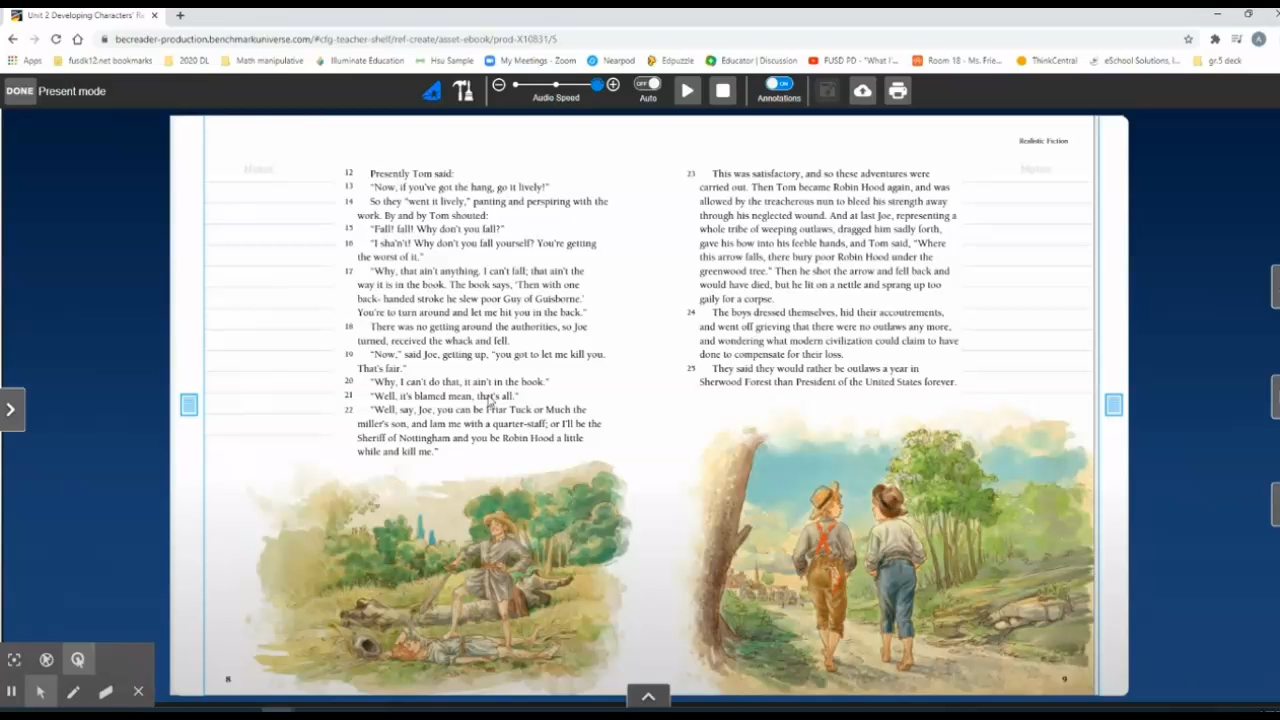 Unit 2 Developing Characters' R
becreader-production.benchmarkuniverse.com/#cfg-teacher-shelf/ref-create/asset-ebook/prod-X10831/5
Apps fusdk12.net bookmarks 2020 DL Math manipulative Illuminate Education Hsu Sample My Meetings - Zoom Nearpod Edpuzzle Educator | Discussion FUSD PD - "What I'... Room 18 - Ms. Frie... ThinkCentral eSchool Solutions, I... gr.5 deck
DONE Present mode
Audio Speed
OFF
Auto
ON
Annotations
Realistic Fiction
12 Presently Tom said:
13 "Now, if you've got the hang, go it lively!"
14 So they "went it lively," panting and perspiring with the
work. By and by Tom shouted:
15 "Fall! fall! Why don't you fall?"
16 "I sha'n't! Why don't you fall yourself? You're getting
the worst of it."
17 "Why, that ain't anything. I can't fall; that ain't the
way it is in the book. The book says, 'Then with one
back- handed stroke he slew poor Guy of Guisborne.'
You're to turn around and let me hit you in the back."
18 There was no getting around the authorities, so Joe
turned, received the whack and fell.
19 "Now," said Joe, getting up, "you got to let me kill you.
That's fair."
20 "Why, I can't do that, it ain't in the book."
21 "Well, it's blamed mean, that's all."
22 "Well, say, Joe, you can be Friar Tuck or Much the
miller's son, and lam me with a quarter-staff; or I'll be the
Sheriff of Nottingham and you be Robin Hood a little
while and kill me."
8
Notes
23 This was satisfactory, and so these adventures were
carried out. Then Tom became Robin Hood again, and was
allowed by the treacherous nun to bleed his strength away
through his neglected wound. And at last Joe, representing a
whole tribe of weeping outlaws, dragged him sadly forth,
gave his bow into his feeble hands, and Tom said, "Where
this arrow falls, there bury poor Robin Hood under the
greenwood tree." Then he shot the arrow and fell back and
would have died, but he lit on a nettle and sprang up too
gaily for a corpse.
24 The boys dressed themselves, hid their accoutrements,
and went off grieving that there were no outlaws any more,
and wondering what modern civilization could claim to have
done to compensate for their loss.
25 They said they would rather be outlaws a year in
Sherwood Forest than President of the United States forever.
Notes
9